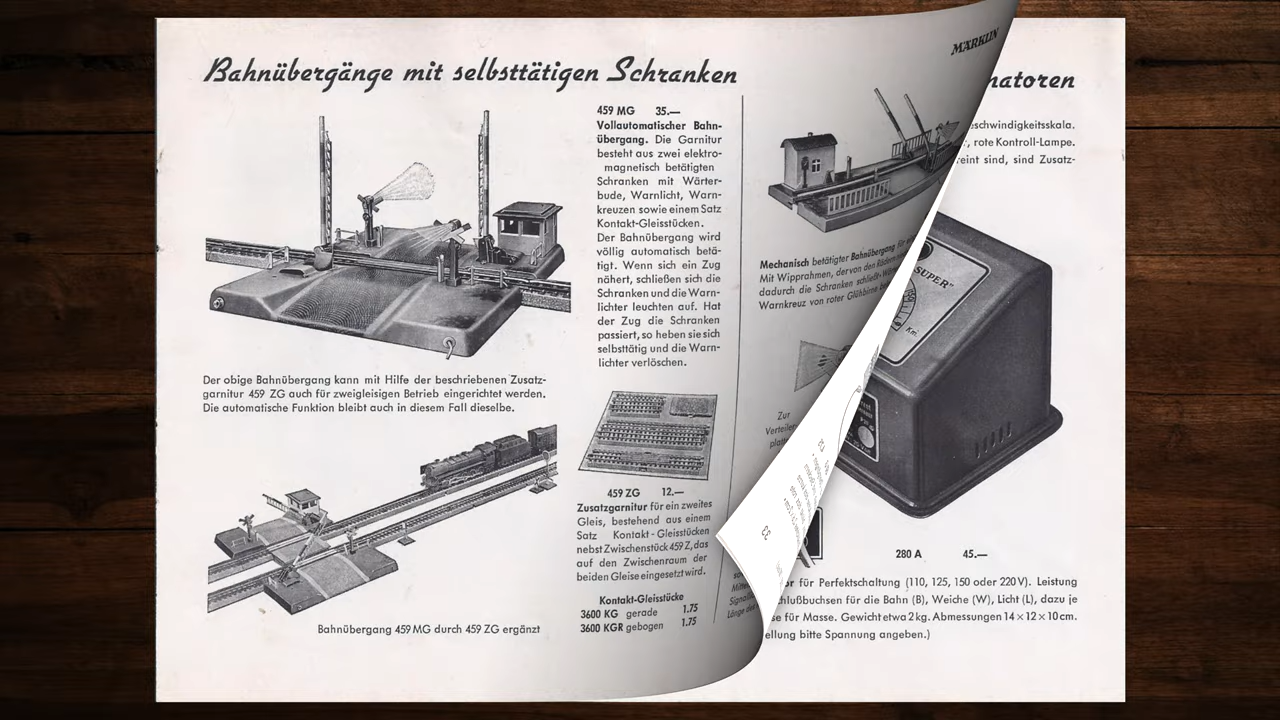 Bahnübergänge mit selbsttätigen Schranken
459 MG 35.—
Vollautomatischer Bahn-
übergang. Die Garnitur
besteht aus zwei elektro-
magnetisch betätigten
Schranken mit Wärter-
bude, Warnlicht, Warn-
kreuzen sowie einem Satz
Kontakt-Gleisstücken.
Der Bahnübergang wird
völlig automatisch betä-
tigt. Wenn sich ein Zug
nähert, schließen sich die
Schranken und die Warn-
lichter leuchten auf. Hat
der Zug die Schranken
passiert, so heben sie sich
selbsttätig und die Warn-
lichter verlöschen.
Der obige Bahnübergang kann mit Hilfe der beschriebenen Zusatz-
garnitur 459 ZG auch für zweigleisigen Betrieb eingerichtet werden.
Die automatische Funktion bleibt auch in diesem Fall dieselbe.
459 ZG 12.—
Zusatzgarnitur für ein zweites
Gleis, bestehend aus einem
Satz Kontakt-Gleisstücken
nebst Zwischenstück 459 Z, das
auf den Zwischenraum der
beiden Gleise eingesetzt wird.
Kontakt-Gleisstücke
3600 KG gerade 1.75
3600 KGR gebogen 1.75
Bahnübergang 459 MG durch 459 ZG ergänzt
MÄRKLIN
Mechanisch betätigter Bahnübergang für
Mit Wipprahmen, der von den Rädern
dadurch die Schranken schließt.
Warnkreuz von roter Glühbirne
Zur
Verteiler
platt
33
natoren
eschwindigkeitsskala.
rote Kontroll-Lampe.
reint sind, sind Zusatz-
SUPER"
Km.
280 A 45.—
or für Perfektschaltung (110, 125, 150 oder 220 V). Leistung
hlußbuchsen für die Bahn (B), Weiche (W), Licht (L), dazu je
se für Masse. Gewicht etwa 2 kg. Abmessungen 14 × 12 × 10 cm.
ellung bitte Spannung angeben.)